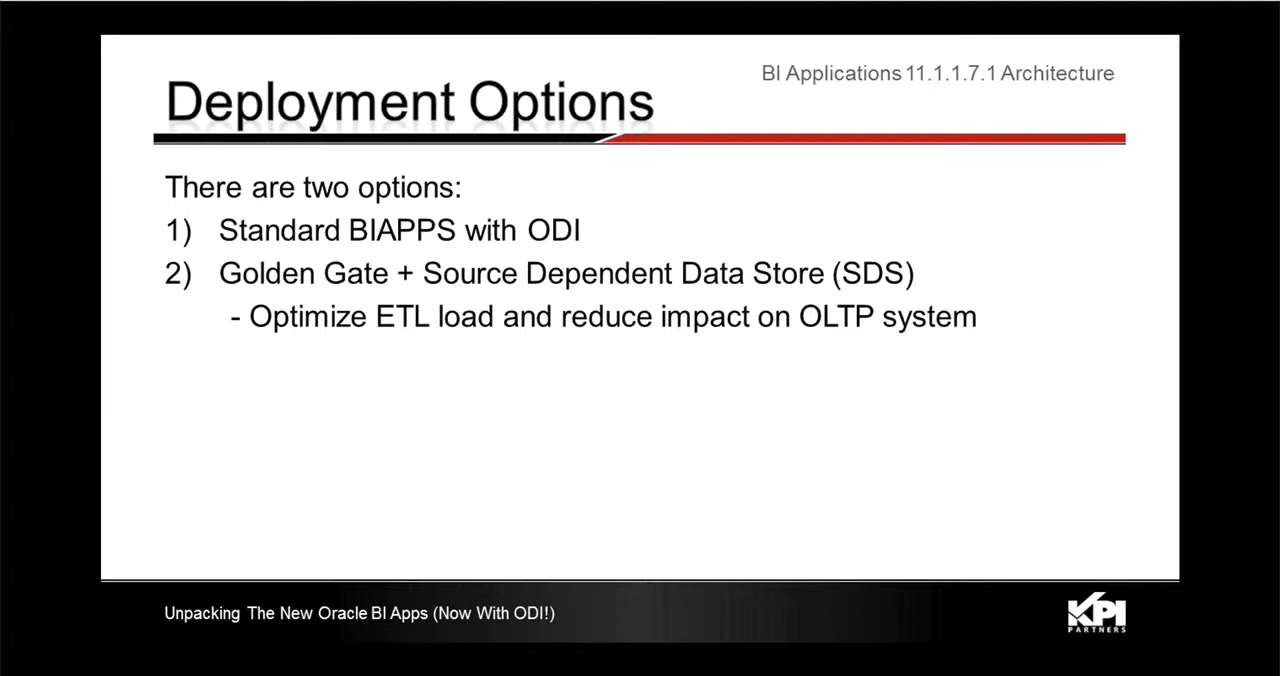 BI Applications 11.1.1.7.1 Architecture
Deployment Options
There are two options:
1) Standard BIAPPS with ODI
2) Golden Gate + Source Dependent Data Store (SDS)
- Optimize ETL load and reduce impact on OLTP system
Unpacking The New Oracle BI Apps (Now With ODI!)
KPI
PARTNERS